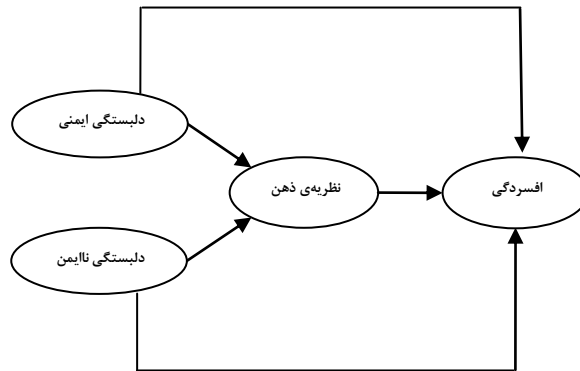 دلبستگی ایمنی
نظریه‌ی ذهن
افسردگی
دلبستگی ناایمن